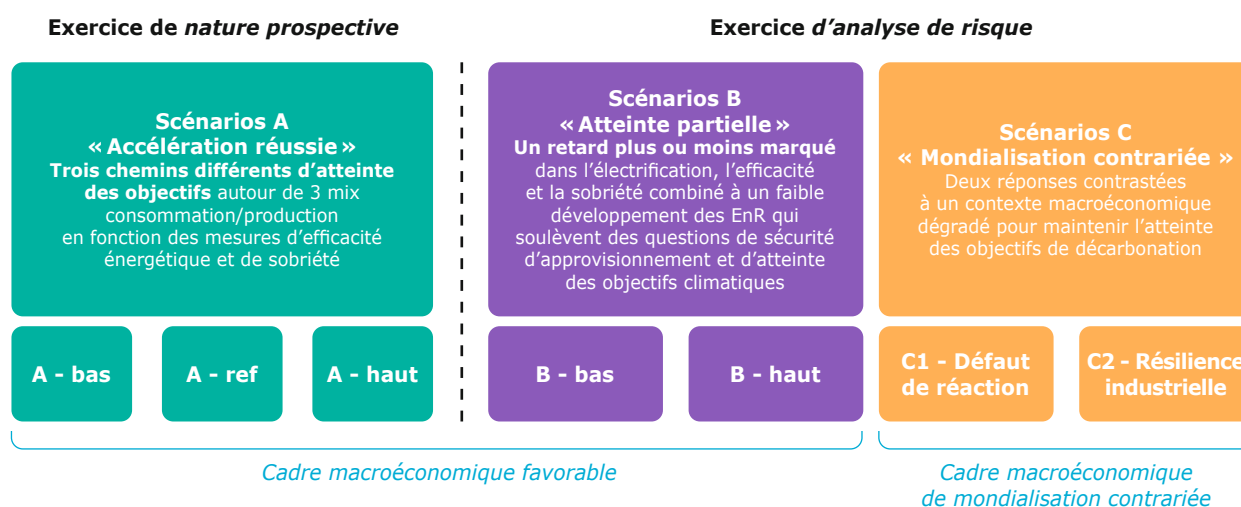 Exercice de nature prospective
Exercice d'analyse de risque
Scénarios A
« Accélération réussie »
Trois chemins différents d'atteinte
des objectifs autour de 3 mix
consommation/production
en fonction des mesures d'efficacité
énergétique et de sobriété
Scénarios B
« Atteinte partielle »
Un retard plus ou moins marqué
dans l'électrification, l'efficacité
et la sobriété combiné à un faible
développement des EnR qui
soulèvent des questions de sécurité
d'approvisionnement et d'atteinte
des objectifs climatiques
Scénarios C
« Mondialisation contrariée »
Deux réponses contrastées
à un contexte macroéconomique
dégradé pour maintenir l'atteinte
des objectifs de décarbonation
A - bas
A - ref
A - haut
B - bas
B - haut
C1 - Défaut
de réaction
C2 - Résilience
industrielle
Cadre macroéconomique favorable
Cadre macroéconomique
de mondialisation contrariée